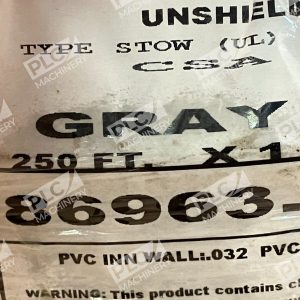 UNSHIEL
TYPE STOW (UL)
CSA
GRAY
250 FT. X 1
86963-
PVC INN WALL:.032 PVC
WARNING: This product contains c